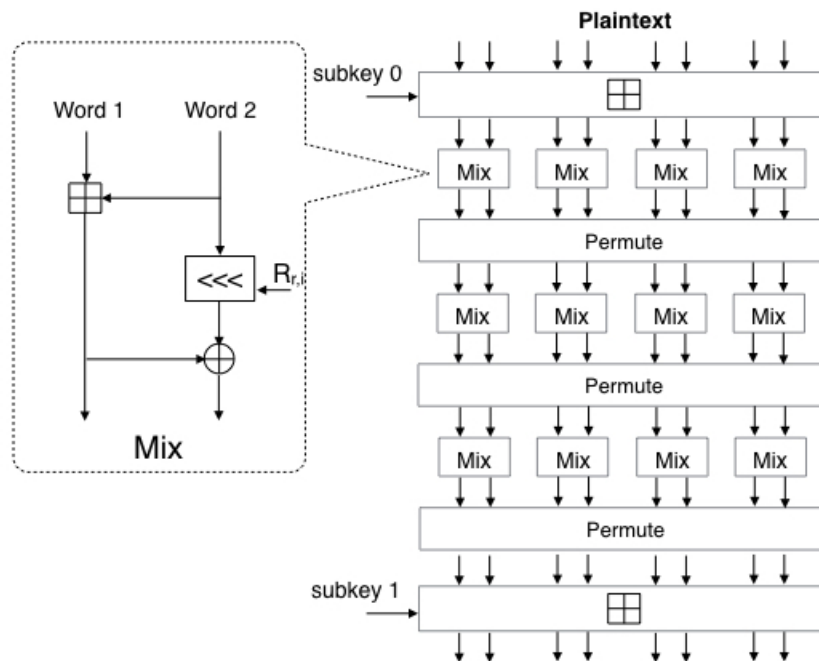 Plaintext
subkey 0
Word 1 Word 2
Mix Mix Mix Mix
Permute
<<< Rr,i
Mix Mix Mix Mix
Permute
Mix
Mix Mix Mix Mix
Permute
subkey 1